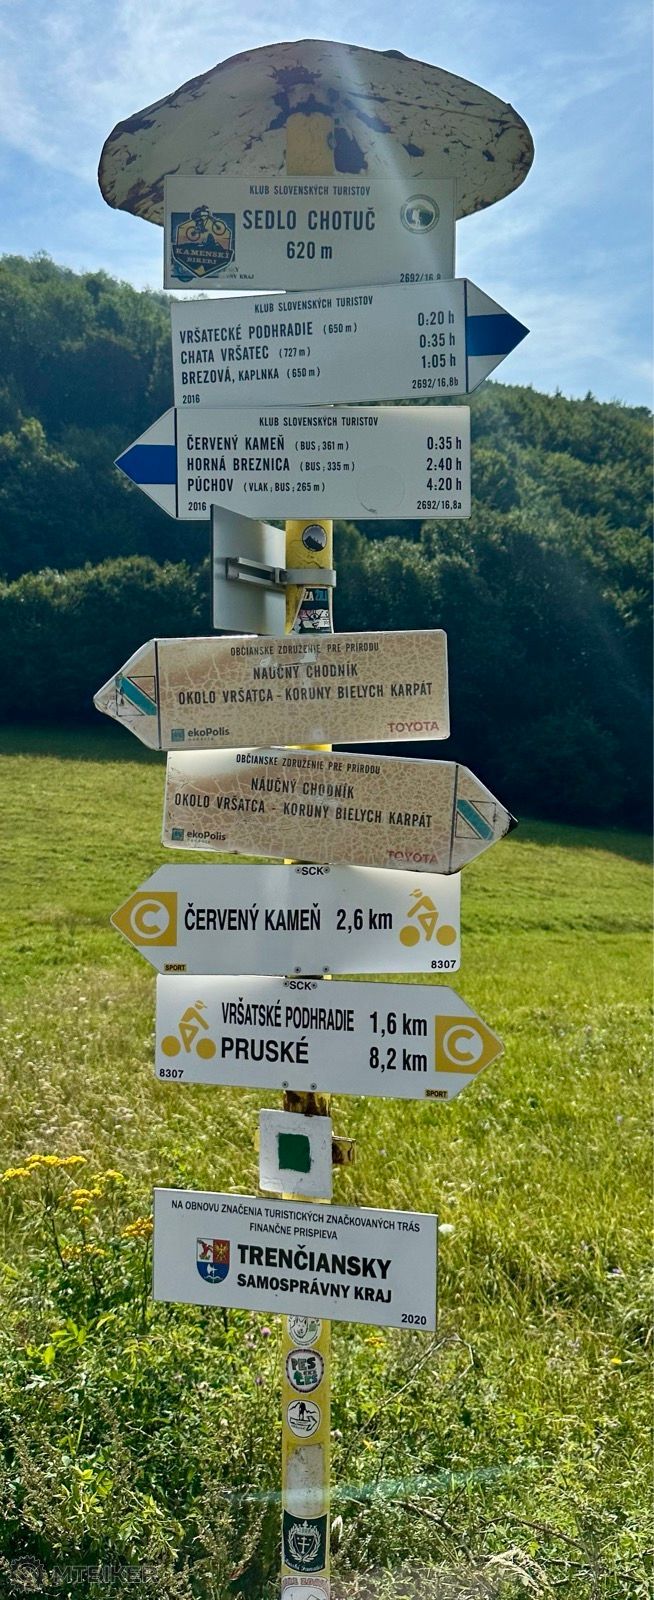 KLUB SLOVENSKÝCH TURISTOV
SEDLO CHOTUČ
620 m
KAMENSKÍ
BIKERI
KRAJ
2692/16,8
KLUB SLOVENSKÝCH TURISTOV
VRŠATECKÉ PODHRADIE (650 m) 0:20 h
CHATA VRŠATEC (727 m) 0:35 h
BREZOVÁ, KAPLNKA (650 m) 1:05 h
2016 2692/16,8b
KLUB SLOVENSKÝCH TURISTOV
ČERVENÝ KAMEŇ (BUS; 361 m) 0:35 h
HORNÁ BREZNICA (BUS; 335 m) 2:40 h
PÚCHOV (VLAK; BUS; 265 m) 4:20 h
2016 2692/16,8a
OBČIANSKE ZDRUŽENIE PRE PRÍRODU
NAUČNÝ CHODNÍK
OKOLO VRŠATCA - KORUNY BIELYCH KARPÁT
ekoPolis
TOYOTA
OBČIANSKE ZDRUŽENIE PRE PRÍRODU
NÁUČNÝ CHODNÍK
OKOLO VRŠATCA - KORUNY BIELYCH KARPÁT
ekoPolis
TOYOTA
SCK
C ČERVENÝ KAMEŇ 2,6 km
SPORT 8307
SCK
VRŠATSKÉ PODHRADIE 1,6 km
PRUSKÉ 8,2 km C
8307 SPORT
NA OBNOVU ZNAČENIA TURISTICKÝCH ZNAČKOVANÝCH TRÁS
FINANČNE PRISPIEVA
TRENČIANSKY
SAMOSPRÁVNY KRAJ
2020
PES
MTBIKER